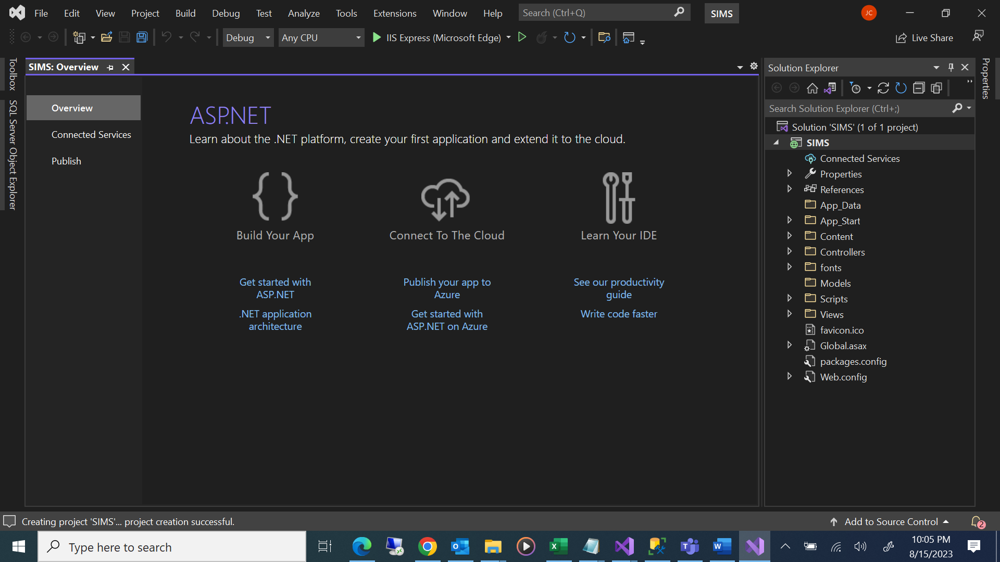 File Edit View Project Build Debug Test Analyze Tools Extensions Window Help Search (Ctrl+Q) SIMS JC
Debug Any CPU IIS Express (Microsoft Edge) Live Share
Toolbox
SQL Server Object Explorer
SIMS: Overview
Overview
Connected Services
Publish
ASP.NET
Learn about the .NET platform, create your first application and extend it to the cloud.
Build Your App
Get started with
ASP.NET
.NET application
architecture
Connect To The Cloud
Publish your app to
Azure
Get started with
ASP.NET on Azure
Learn Your IDE
See our productivity
guide
Write code faster
Solution Explorer
Search Solution Explorer (Ctrl+;)
Solution 'SIMS' (1 of 1 project)
SIMS
Connected Services
Properties
References
App_Data
App_Start
Content
Controllers
fonts
Models
Scripts
Views
favicon.ico
Global.asax
packages.config
Web.config
Properties
Creating project 'SIMS'... project creation successful.
Add to Source Control 2
Type here to search
10:05 PM
8/15/2023